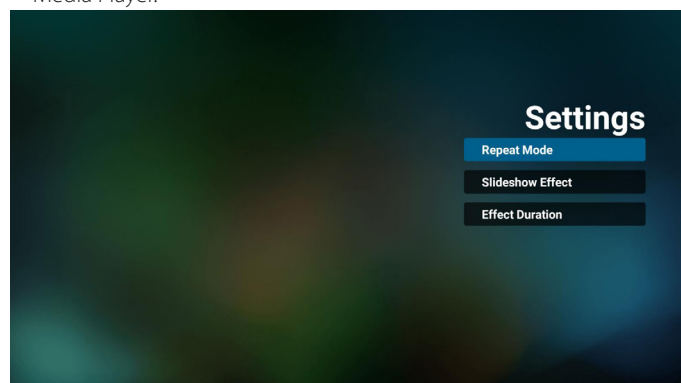 Media Player.
Settings
Repeat Mode
Slideshow Effect
Effect Duration